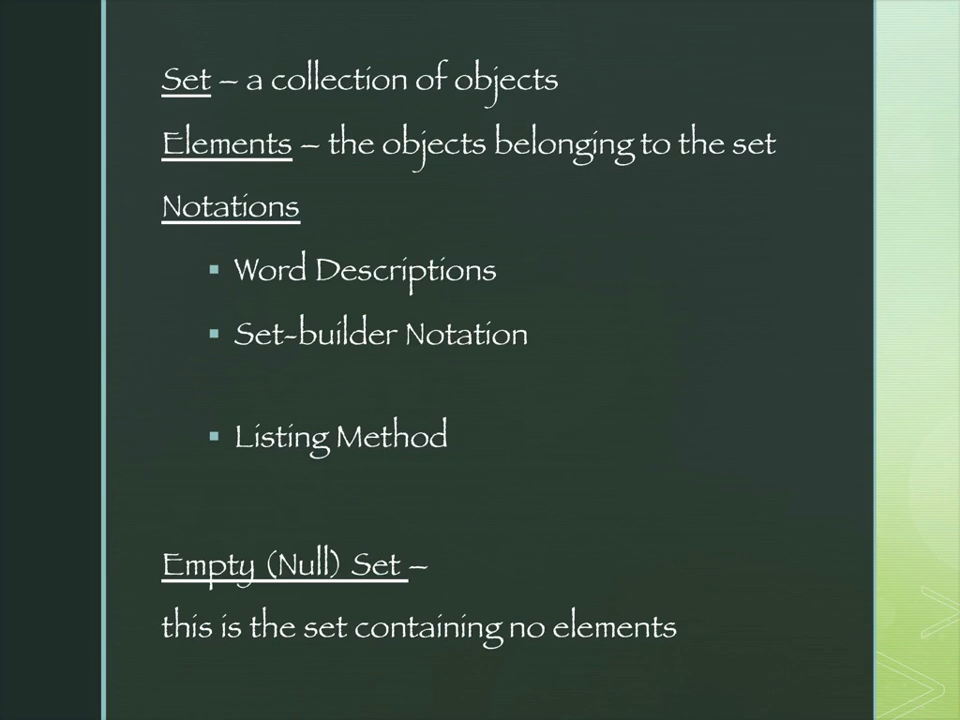 Set – a collection of objects
Elements – the objects belonging to the set
Notations
▪ Word Descriptions
▪ Set-builder Notation
▪ Listing Method
Empty (Null) Set –
this is the set containing no elements